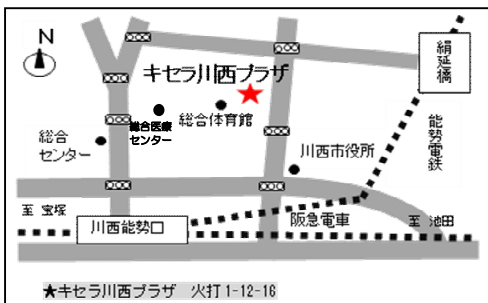 N
キセラ川西プラザ
★
絹延橋
総合医療
センター
総合体育館
総合
センター
川西市役所
能勢電鉄
至 宝塚
川西能勢口
阪急電車
至 池田
★キセラ川西プラザ 火打1-12-16